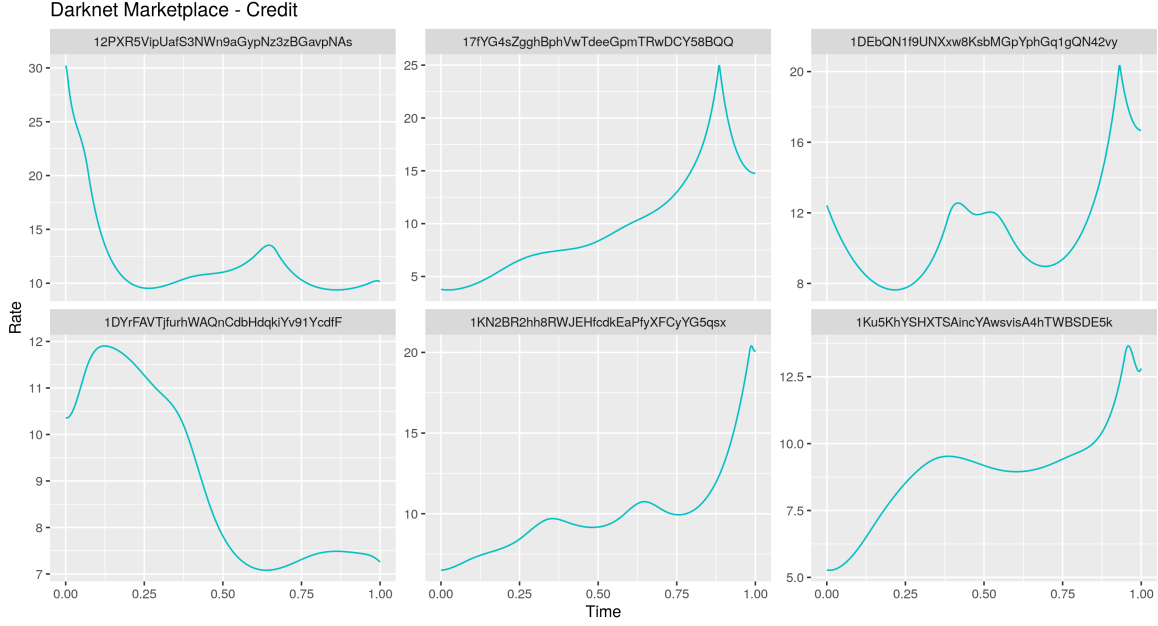 Darknet Marketplace - Credit
12PXR5VipUafS3NWn9aGypNz3zBGavpNAs
17fYG4sZgghBphVwTdeeGpmTRwDCY58BQQ
1DEbQN1f9UNXxw8KsbMGpYphGq1gQN42vy
30
25
20
15
10
25
20
15
10
5
20
16
12
8
Rate
1DYrFAVTjfurhWAQnCdbHdqkiYv91YcdfF
1KN2BR2hh8RWJEHfcdkEaPfyXFCyYG5qsx
1Ku5KhYSHXTSAincYAwsvisA4hTWBSDE5k
12
11
10
9
8
7
20
15
10
12.5
10.0
7.5
5.0
0.00 0.25 0.50 0.75 1.00
0.00 0.25 0.50 0.75 1.00
0.00 0.25 0.50 0.75 1.00
Time